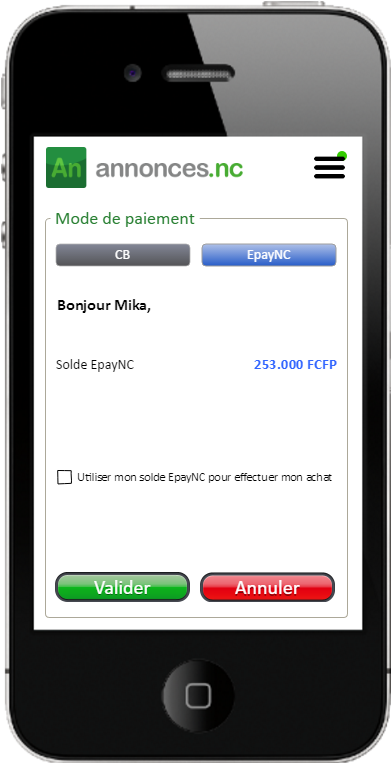 An annonces.nc
Mode de paiement
CB EpayNC
Bonjour Mika,
Solde EpayNC 253.000 FCFP
Utiliser mon solde EpayNC pour effectuer mon achat
Valider Annuler